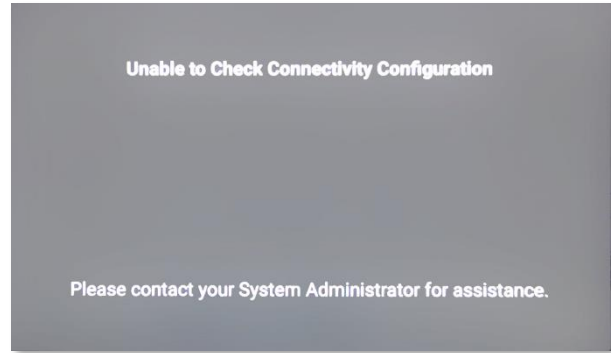 Unable to Check Connectivity Configuration
Please contact your System Administrator for assistance.